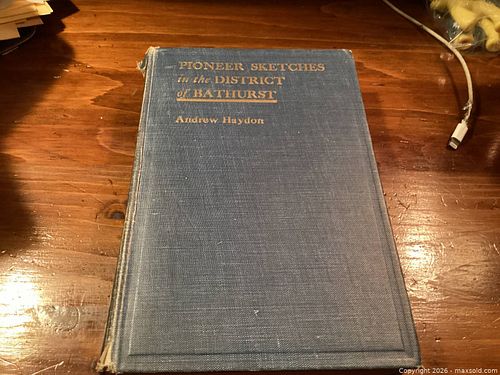 PIONEER SKETCHES
in the DISTRICT
of BATHURST
Andrew Haydon
Copyright 2026 - maxsold.com